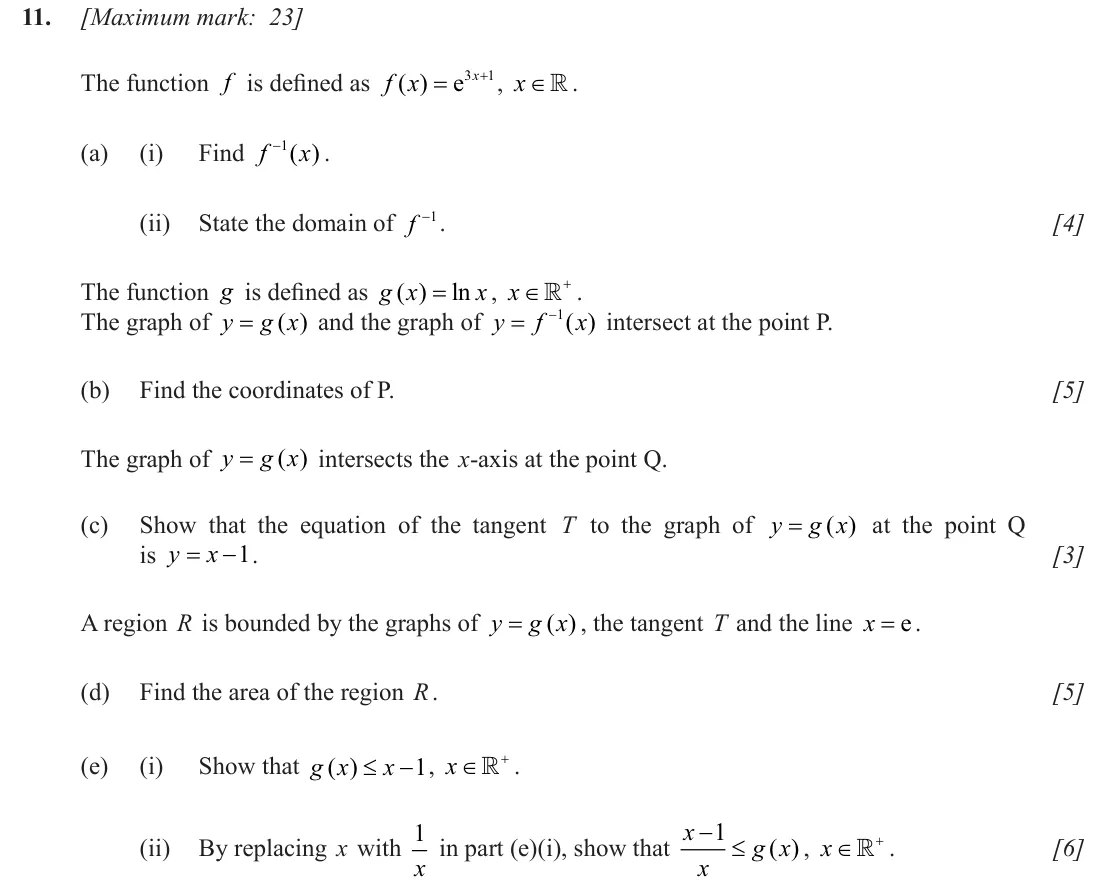 11. [Maximum mark: 23]
The function f is defined as f(x) = e³ˣ⁺¹, x ∈ ℝ.
(a) (i) Find f⁻¹(x).
(ii) State the domain of f⁻¹. [4]
The function g is defined as g(x) = ln x, x ∈ ℝ⁺.
The graph of y = g(x) and the graph of y = f⁻¹(x) intersect at the point P.
(b) Find the coordinates of P. [5]
The graph of y = g(x) intersects the x-axis at the point Q.
(c) Show that the equation of the tangent T to the graph of y = g(x) at the point Q
is y = x − 1. [3]
A region R is bounded by the graphs of y = g(x), the tangent T and the line x = e.
(d) Find the area of the region R. [5]
(e) (i) Show that g(x) ≤ x − 1, x ∈ ℝ⁺.
(ii) By replacing x with 1/x in part (e)(i), show that (x−1)/x ≤ g(x), x ∈ ℝ⁺. [6]